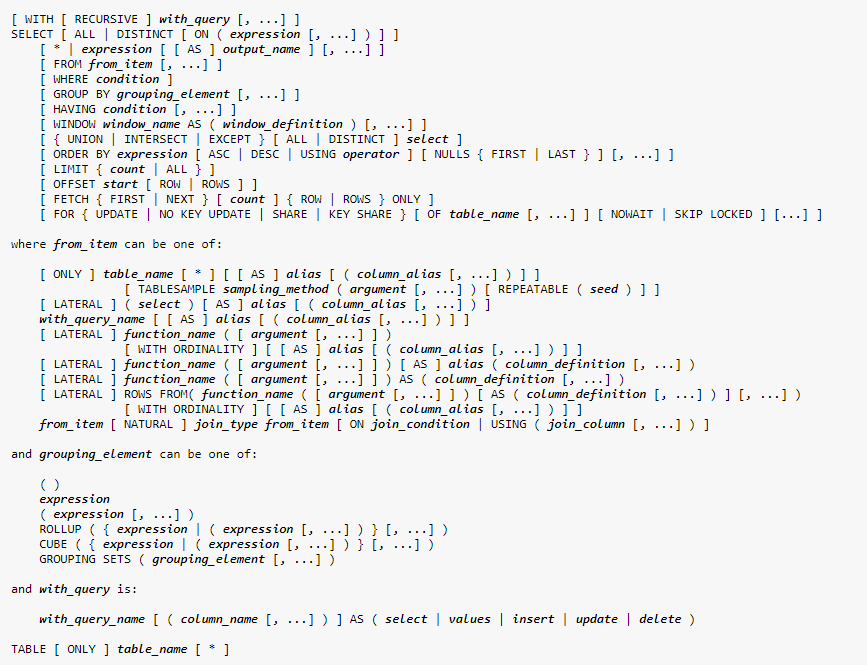 [ WITH [ RECURSIVE ] with_query [, ...] ]
SELECT [ ALL | DISTINCT [ ON ( expression [, ...] ) ] ]
    [ * | expression [ [ AS ] output_name ] [, ...] ]
    [ FROM from_item [, ...] ]
    [ WHERE condition ]
    [ GROUP BY grouping_element [, ...] ]
    [ HAVING condition [, ...] ]
    [ WINDOW window_name AS ( window_definition ) [, ...] ]
    [ { UNION | INTERSECT | EXCEPT } [ ALL | DISTINCT ] select ]
    [ ORDER BY expression [ ASC | DESC | USING operator ] [ NULLS { FIRST | LAST } ] [, ...] ]
    [ LIMIT { count | ALL } ]
    [ OFFSET start [ ROW | ROWS ] ]
    [ FETCH { FIRST | NEXT } [ count ] { ROW | ROWS } ONLY ]
    [ FOR { UPDATE | NO KEY UPDATE | SHARE | KEY SHARE } [ OF table_name [, ...] ] [ NOWAIT | SKIP LOCKED ] [...] ]

where from_item can be one of:

    [ ONLY ] table_name [ * ] [ [ AS ] alias [ ( column_alias [, ...] ) ] ]
                [ TABLESAMPLE sampling_method ( argument [, ...] ) [ REPEATABLE ( seed ) ] ]
    [ LATERAL ] ( select ) [ AS ] alias [ ( column_alias [, ...] ) ]
    with_query_name [ [ AS ] alias [ ( column_alias [, ...] ) ] ]
    [ LATERAL ] function_name ( [ argument [, ...] ] )
                [ WITH ORDINALITY ] [ [ AS ] alias [ ( column_alias [, ...] ) ] ]
    [ LATERAL ] function_name ( [ argument [, ...] ] ) [ AS ] alias ( column_definition [, ...] )
    [ LATERAL ] function_name ( [ argument [, ...] ] ) AS ( column_definition [, ...] )
    [ LATERAL ] ROWS FROM( function_name ( [ argument [, ...] ] ) [ AS ( column_definition [, ...] ) ] [, ...] )
                [ WITH ORDINALITY ] [ [ AS ] alias [ ( column_alias [, ...] ) ] ]
    from_item [ NATURAL ] join_type from_item [ ON join_condition | USING ( join_column [, ...] ) ]

and grouping_element can be one of:

    ( )
    expression
    ( expression [, ...] )
    ROLLUP ( { expression | ( expression [, ...] ) } [, ...] )
    CUBE ( { expression | ( expression [, ...] ) } [, ...] )
    GROUPING SETS ( grouping_element [, ...] )

and with_query is:

    with_query_name [ ( column_name [, ...] ) ] AS ( select | values | insert | update | delete )

TABLE [ ONLY ] table_name [ * ]